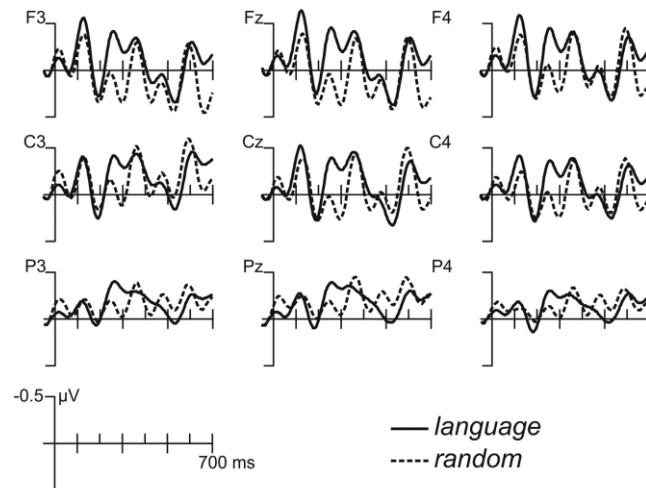 F3 Fz F4
C3 Cz C4
P3 Pz P4
-0.5 µV
700 ms
language
random